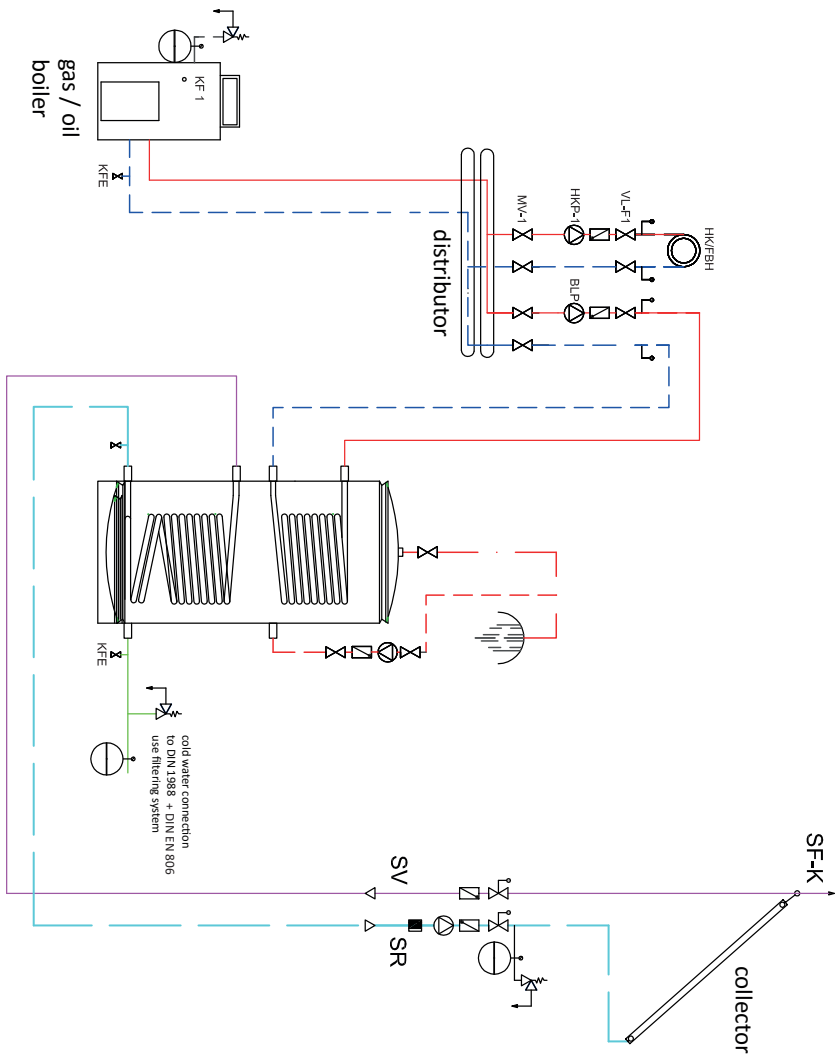 gas / oil
boiler
KF 1
KFE
distributor
MV-1
HKP-1
VL-F1
HK/FBH
BLP
KFE
cold water connection
to DIN 1988 + DIN EN 806
use filtering system
SV
SR
SF-K
collector